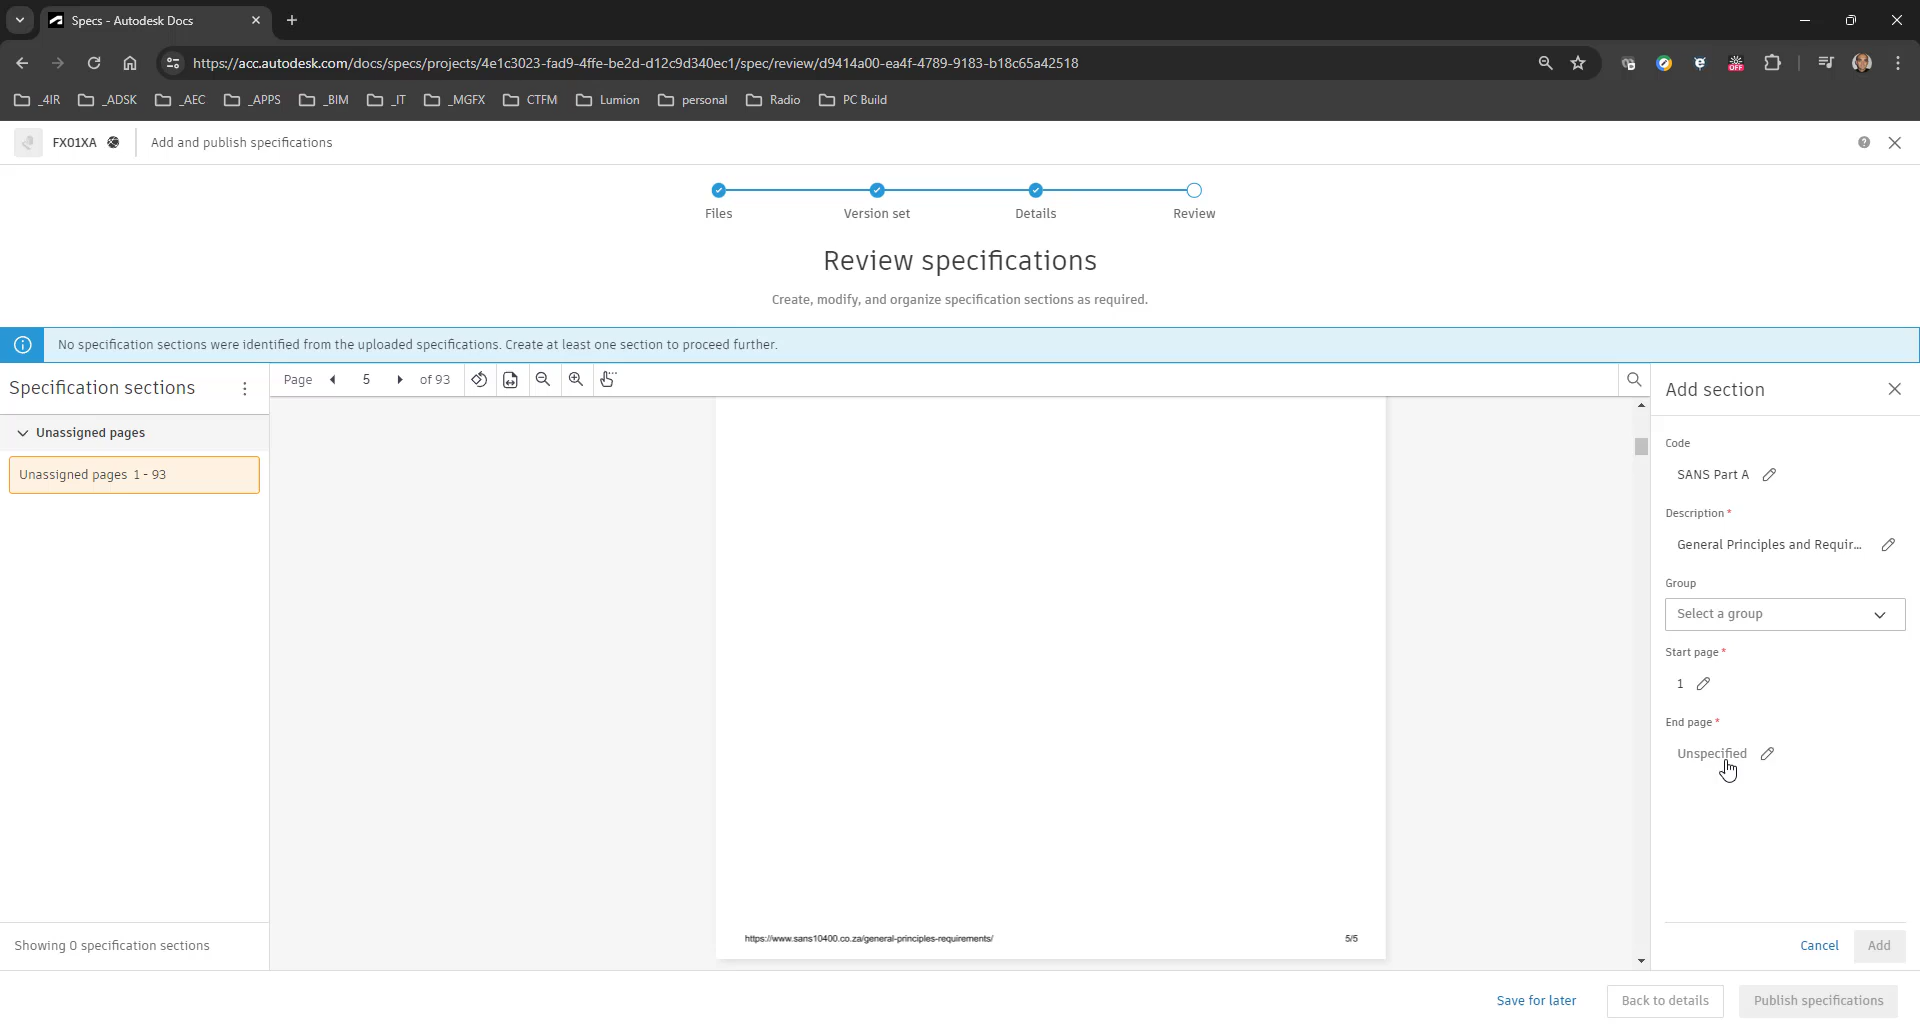 Specs - Autodesk Docs
https://acc.autodesk.com/docs/specs/projects/4e1c3023-fad9-4ffe-be2d-d12c9d340ec1/spec/review/d9414a00-ea4f-4789-9183-b18c65a42518
OFF
_4IR _ADSK _AEC _APPS _BIM _IT _MGFX CTFM Lumion personal Radio PC Build
FX01XA Add and publish specifications
Files Version set Details Review
Review specifications
Create, modify, and organize specification sections as required.
No specification sections were identified from the uploaded specifications. Create at least one section to proceed further.
Specification sections
Unassigned pages
Unassigned pages 1 - 93
Showing 0 specification sections
Page 5 of 93
https://www.sans10400.co.za/general-principles-requirements/ 5/5
Add section
Code
SANS Part A
Description *
General Principles and Requir...
Group
Select a group
Start page *
1
End page *
Unspecified
Cancel Add
Save for later Back to details Publish specifications